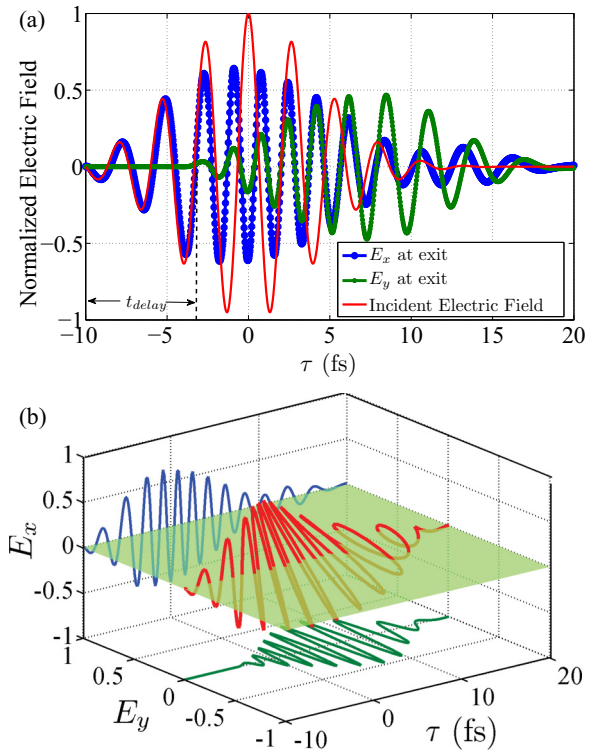 (a)
Normalized Electric Field
1
0.5
0
−0.5
−1
t_delay
E_x at exit
E_y at exit
Incident Electric Field
−10
−5
0
5
10
15
20
τ (fs)
(b)
E_x
1
0.5
0
-0.5
-1
1
0.5
0
-0.5
-1
E_y
-10
0
10
20
τ (fs)